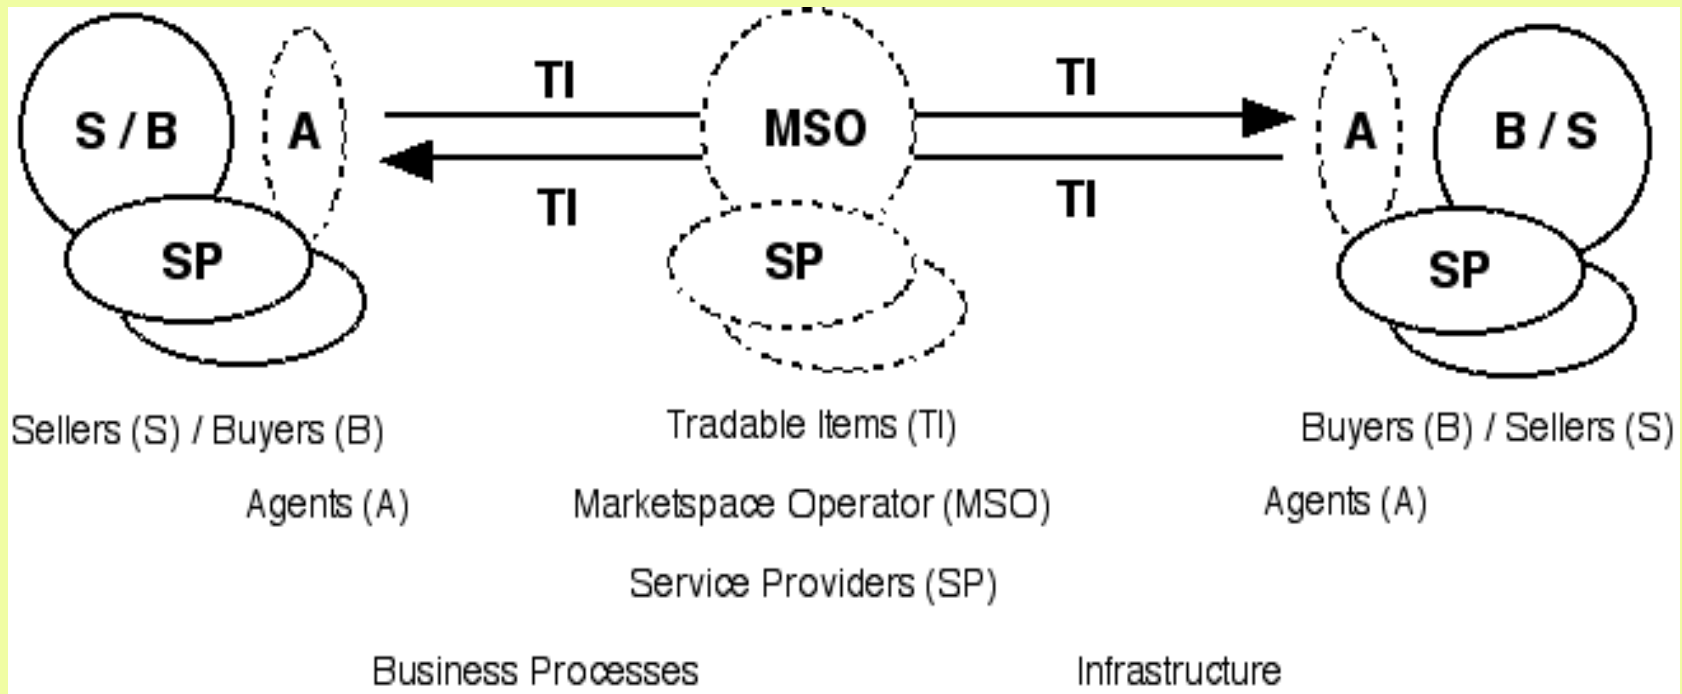 TI TI
S / B A MSO A B / S
TI TI
SP SP SP
Sellers (S) / Buyers (B) Tradable Items (TI) Buyers (B) / Sellers (S)
Agents (A) Marketspace Operator (MSO) Agents (A)
Service Providers (SP)
Business Processes Infrastructure